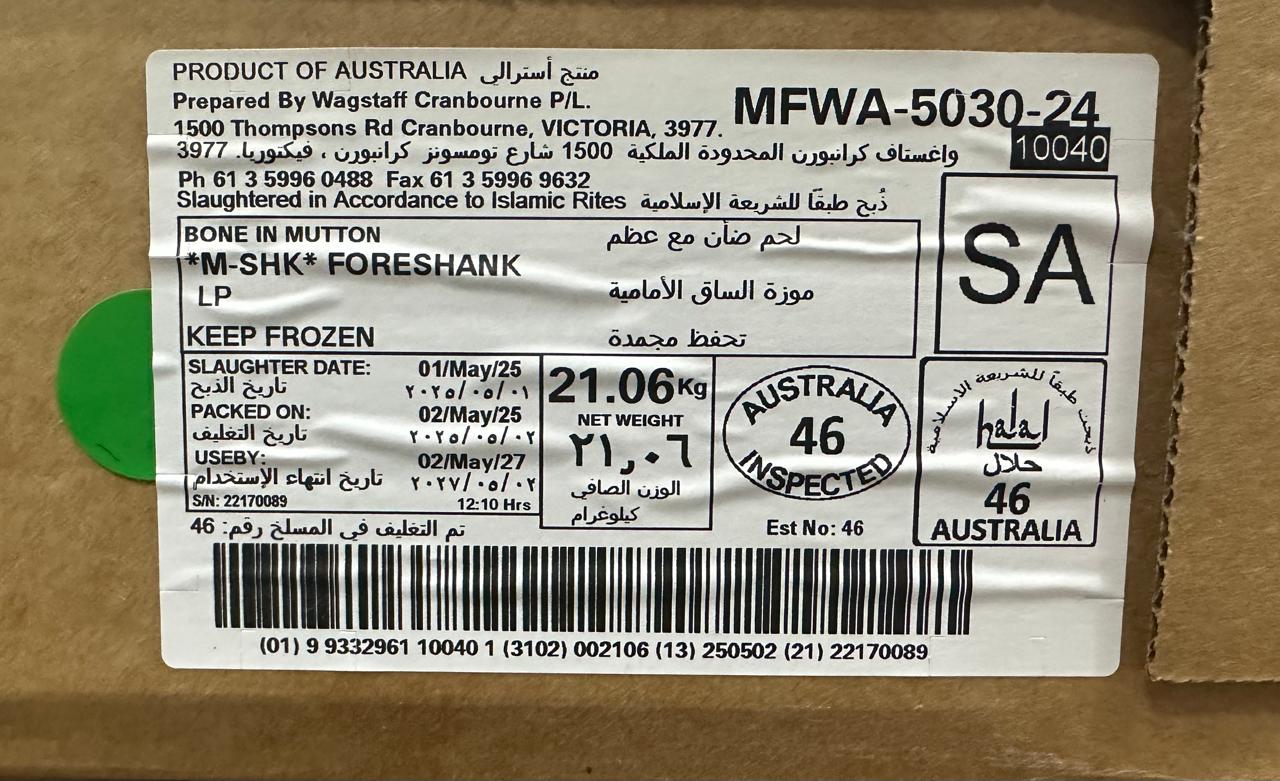 PRODUCT OF AUSTRALIA منتج أسترالي
Prepared By Wagstaff Cranbourne P/L.
MFWA-5030-24
1500 Thompsons Rd Cranbourne, VICTORIA, 3977.
10040
واغستاف كرانبورن المحدودة الملكية 1500 شارع تومسونز كرانبورن ، فيكتوريا. 3977
Ph 61 3 5996 0488 Fax 61 3 5996 9632
Slaughtered in Accordance to Islamic Rites ذُبح طبقًا للشريعة الإسلامية
BONE IN MUTTON لحم ضأن مع عظم
*M-SHK* FORESHANK
LP موزة الساق الأمامية
KEEP FROZEN تحفظ مجمدة
SA
SLAUGHTER DATE: 01/May/25
تاريخ الذبح ٢٠٢٥/٠٥/٠١
PACKED ON: 02/May/25
تاريخ التغليف ٢٠٢٥/٠٥/٠٢
USEBY: 02/May/27
تاريخ انتهاء الإستخدام ٢٠٢٧/٠٥/٠٢
S/N: 22170089 12:10 Hrs
21.06Kg
NET WEIGHT
٢١,٠٦
الوزن الصافي
كيلوغرام
AUSTRALIA
46
INSPECTED
Est No: 46
ذبحت طبقاً للشريعة الاسلامية
halal
حلال
46
AUSTRALIA
تم التغليف في المسلخ رقم: 46
(01) 9 9332961 10040 1 (3102) 002106 (13) 250502 (21) 22170089